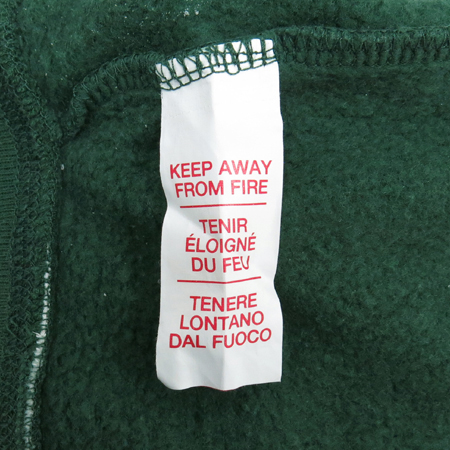 KEEP AWAY
FROM FIRE
TENIR
ÉLOIGNÉ
DU FEU
TENERE
LONTANO
DAL FUOCO